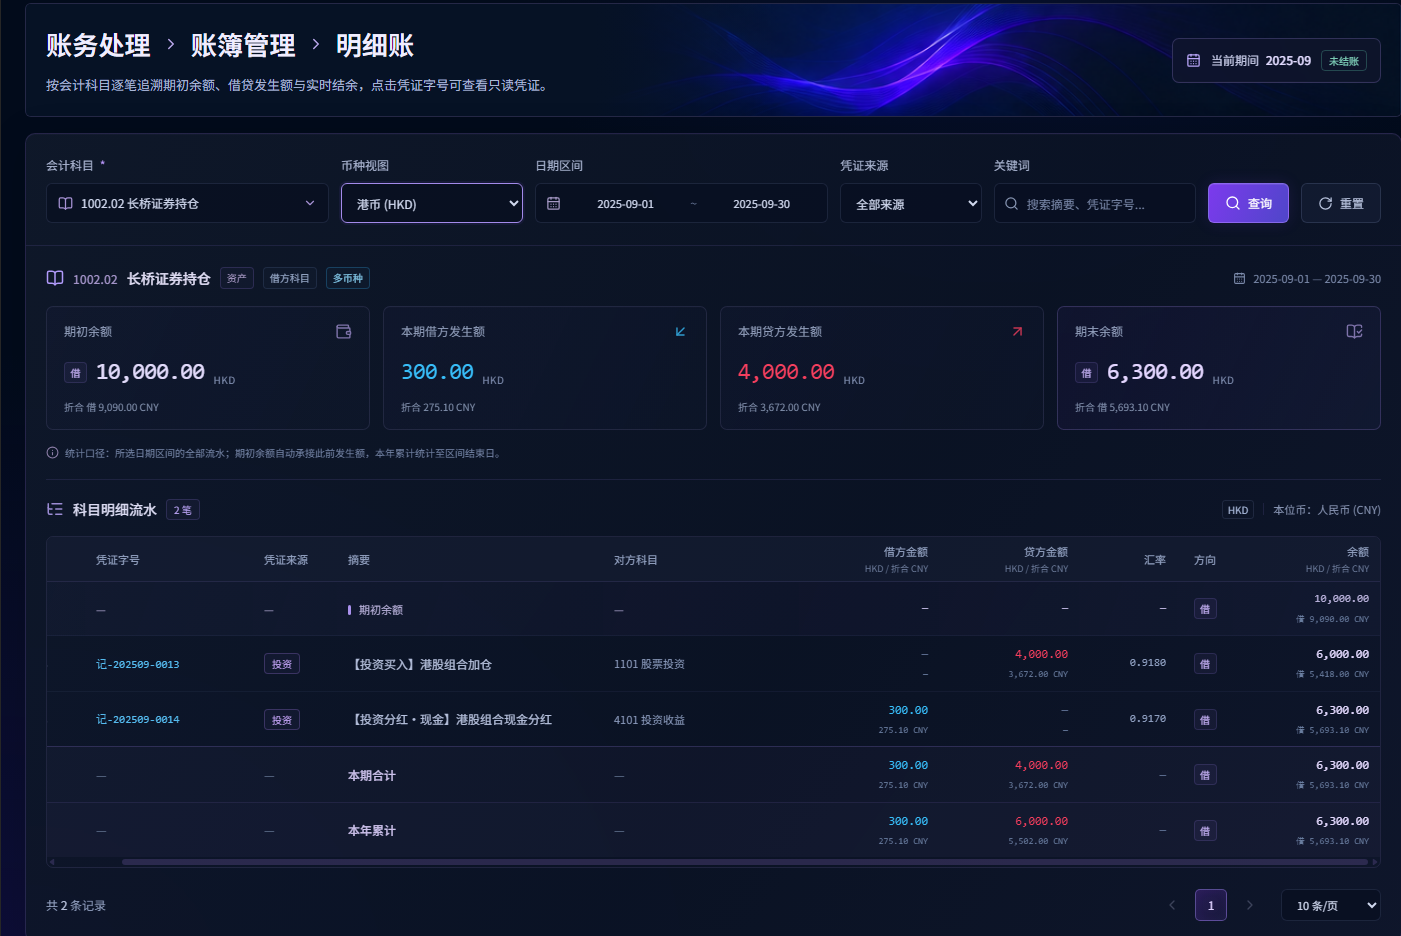 账务处理 › 账簿管理 › 明细账
按会计科目逐笔追溯期初余额、借贷发生额与实时结余，点击凭证字号可查看只读凭证。
当前期间 2025-09 未结账
会计科目 * 币种视图 日期区间 凭证来源 关键词
1002.02 长桥证券持仓 港币 (HKD) 2025-09-01 ~ 2025-09-30 全部来源 搜索摘要、凭证字号... 查询 重置
1002.02 长桥证券持仓 资产 借方科目 多币种 2025-09-01 — 2025-09-30
期初余额
借 10,000.00 HKD
折合 借 9,090.00 CNY
本期借方发生额
300.00 HKD
折合 275.10 CNY
本期贷方发生额
4,000.00 HKD
折合 3,672.00 CNY
期末余额
借 6,300.00 HKD
折合 借 5,693.10 CNY
统计口径：所选日期区间的全部流水；期初余额自动承接此前发生额，本年累计统计至区间结束日。
科目明细流水 2 笔 HKD 本位币：人民币 (CNY)
凭证字号 凭证来源 摘要 对方科目 借方金额 贷方金额 汇率 方向 余额
HKD / 折合 CNY HKD / 折合 CNY HKD / 折合 CNY
— — 期初余额 — — — — 借 10,000.00
借 9,090.00 CNY
记-202509-0013 投资 【投资买入】港股组合加仓 1101 股票投资 — 4,000.00 0.9180 借 6,000.00
— 3,672.00 CNY 借 5,418.00 CNY
记-202509-0014 投资 【投资分红·现金】港股组合现金分红 4101 投资收益 300.00 — 0.9170 借 6,300.00
275.10 CNY — 借 5,693.10 CNY
— — 本期合计 — 300.00 4,000.00 — 借 6,300.00
275.10 CNY 3,672.00 CNY 借 5,693.10 CNY
— — 本年累计 — 300.00 6,000.00 — 借 6,300.00
275.10 CNY 5,502.00 CNY 借 5,693.10 CNY
共 2 条记录 1 10 条/页